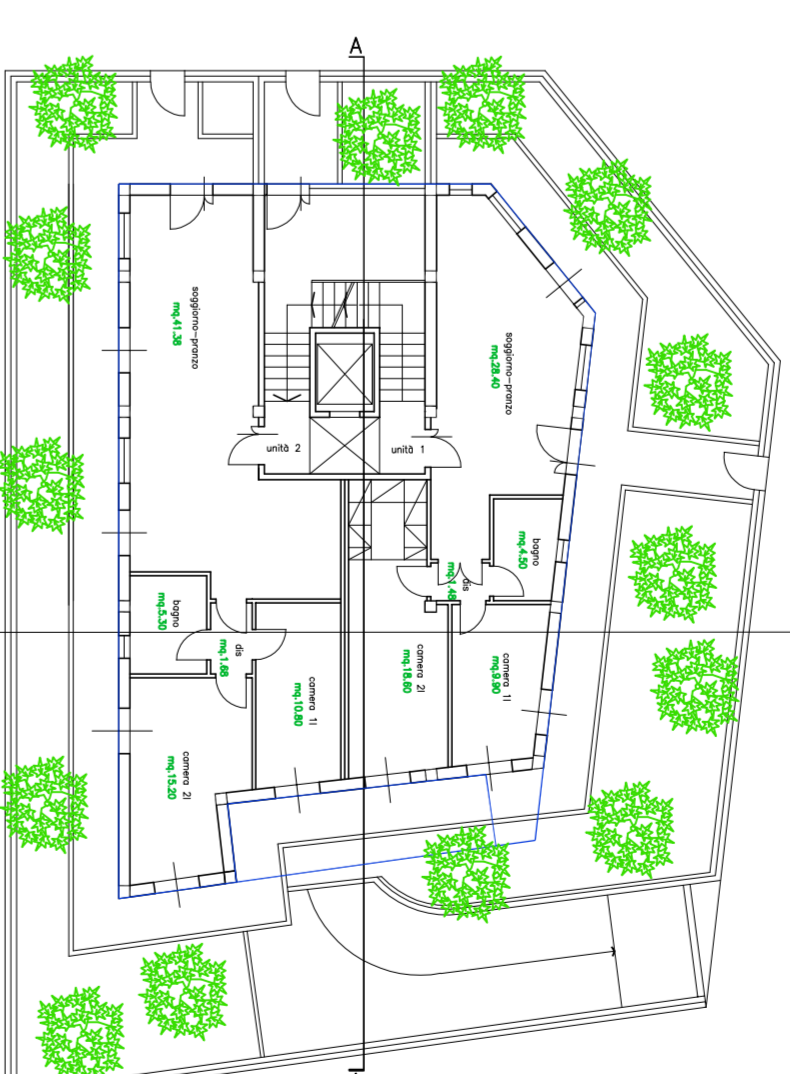 A
soggiorno-pranzo
mq.41.38
soggiorno-pranzo
mq.28.40
unità 2
unità 1
bagno
mq.4.50
dis
mq.1.48
bagno
mq.5.30
dis
mq.1.68
camera 1l
mq.10.80
camera 2l
mq.18.60
camera 1l
mq.9.90
camera 2l
mq.15.20